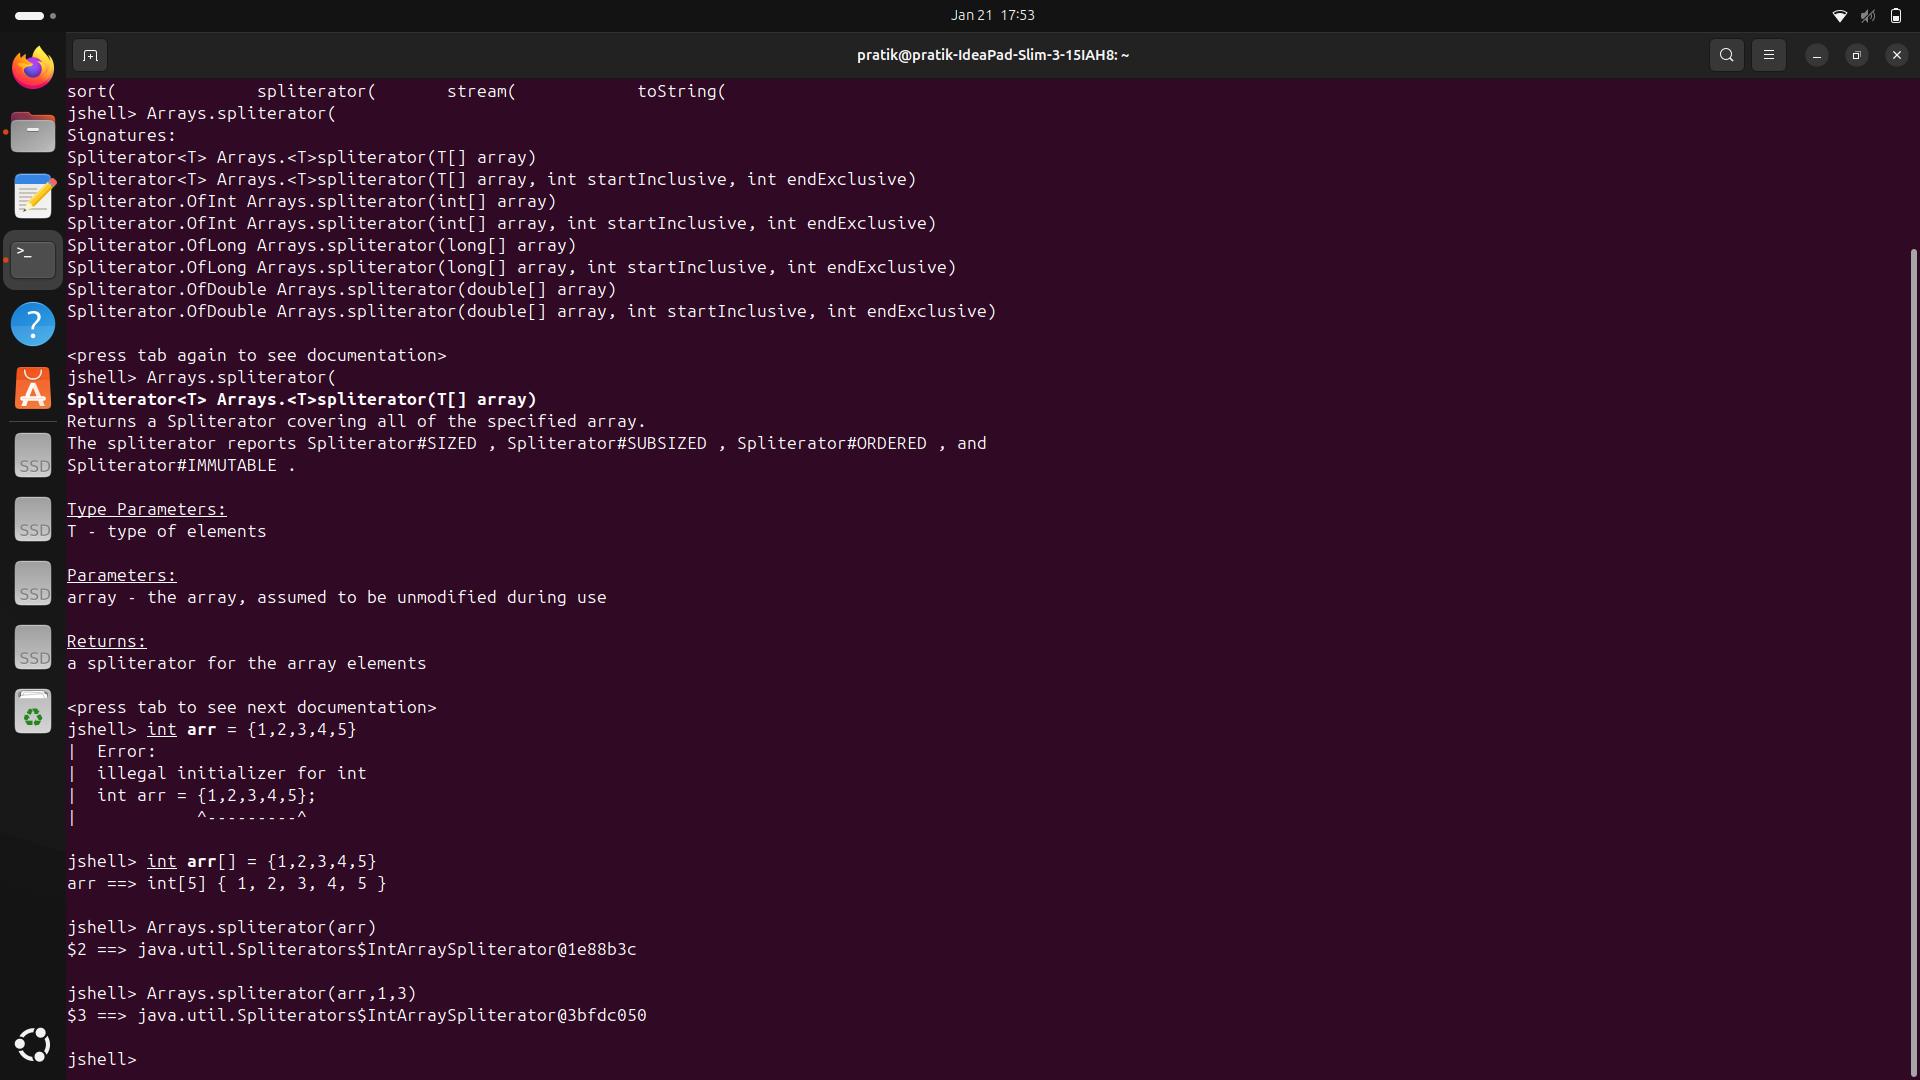 Jan 21  17:53
pratik@pratik-IdeaPad-Slim-3-15IAH8: ~
sort(              spliterator(       stream(            toString(
jshell> Arrays.spliterator(
Signatures:
Spliterator<T> Arrays.<T>spliterator(T[] array)
Spliterator<T> Arrays.<T>spliterator(T[] array, int startInclusive, int endExclusive)
Spliterator.OfInt Arrays.spliterator(int[] array)
Spliterator.OfInt Arrays.spliterator(int[] array, int startInclusive, int endExclusive)
Spliterator.OfLong Arrays.spliterator(long[] array)
Spliterator.OfLong Arrays.spliterator(long[] array, int startInclusive, int endExclusive)
Spliterator.OfDouble Arrays.spliterator(double[] array)
Spliterator.OfDouble Arrays.spliterator(double[] array, int startInclusive, int endExclusive)
<press tab again to see documentation>
jshell> Arrays.spliterator(
Spliterator<T> Arrays.<T>spliterator(T[] array)
Returns a Spliterator covering all of the specified array.
The spliterator reports Spliterator#SIZED , Spliterator#SUBSIZED , Spliterator#ORDERED , and
Spliterator#IMMUTABLE .
Type Parameters:
T - type of elements
Parameters:
array - the array, assumed to be unmodified during use
Returns:
a spliterator for the array elements
<press tab to see next documentation>
jshell> int arr = {1,2,3,4,5}
|  Error:
|  illegal initializer for int
|  int arr = {1,2,3,4,5};
|            ^---------^
jshell> int arr[] = {1,2,3,4,5}
arr ==> int[5] { 1, 2, 3, 4, 5 }
jshell> Arrays.spliterator(arr)
$2 ==> java.util.Spliterators$IntArraySpliterator@1e88b3c
jshell> Arrays.spliterator(arr,1,3)
$3 ==> java.util.Spliterators$IntArraySpliterator@3bfdc050
jshell>
SSD
SSD
SSD
SSD